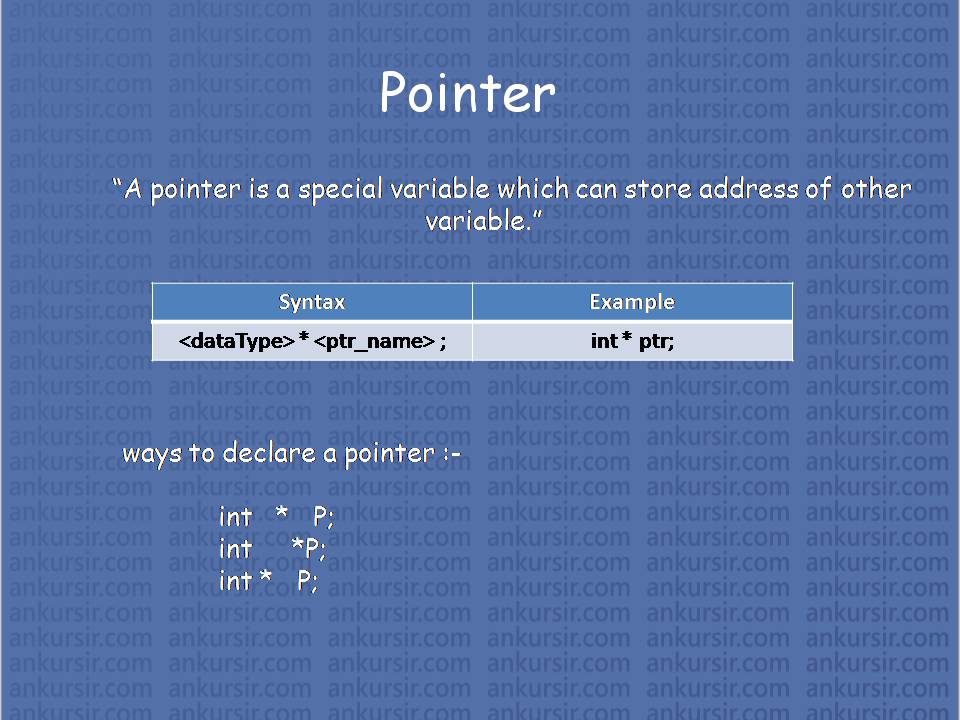 Pointer
“A pointer is a special variable which can store address of other
variable.”
Syntax Example
<dataType> * <ptr_name> ; int * ptr;
ways to declare a pointer :-
int * P;
int *P;
int * P;
ankursir.com